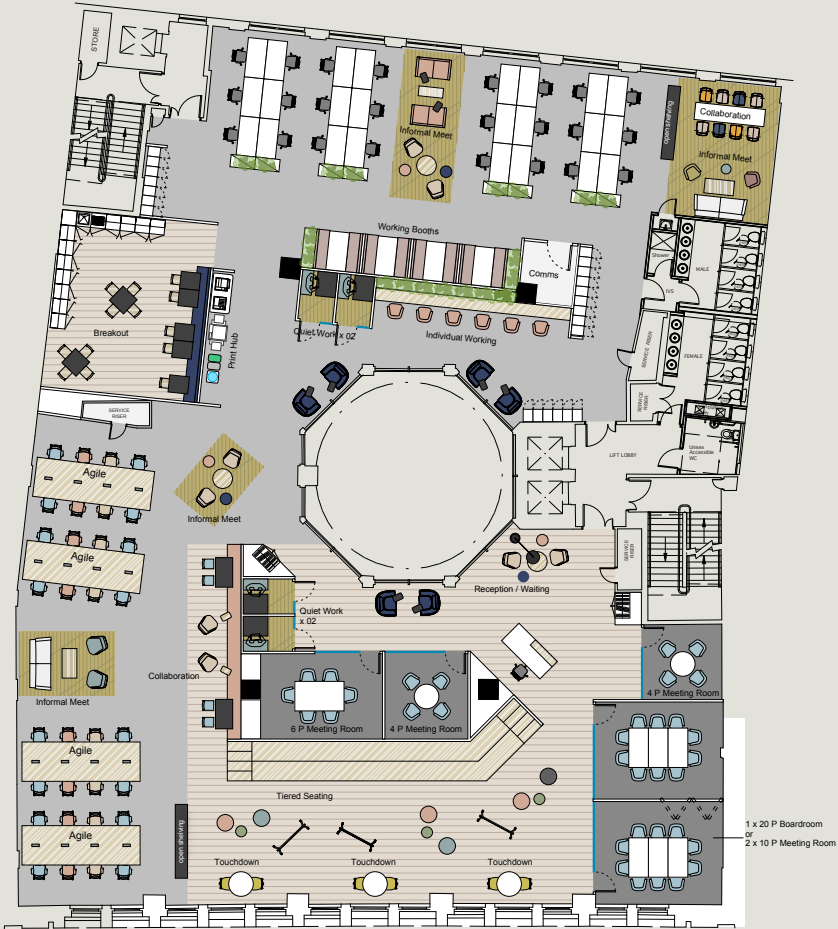 STORE
open shelving
Collaboration
Informal Meet
Informal Meet
Working Booths
Comms
Shower
MALE
IVS
Quiet Work x 02
Individual Working
Breakout
Print Hub
SERVICE RISER
FEMALE
SERVICE
RISER
SERVICE
RISER
Unisex
Accessible
WC
LIFT LOBBY
Agile
Informal Meet
Agile
SERVICE
RISER
Reception / Waiting
Quiet Work
x 02
Collaboration
Informal Meet
4 P Meeting Room
6 P Meeting Room
4 P Meeting Room
Agile
Tiered Seating
open shelving
Agile
1 x 20 P Boardroom
or
2 x 10 P Meeting Room
Touchdown
Touchdown
Touchdown